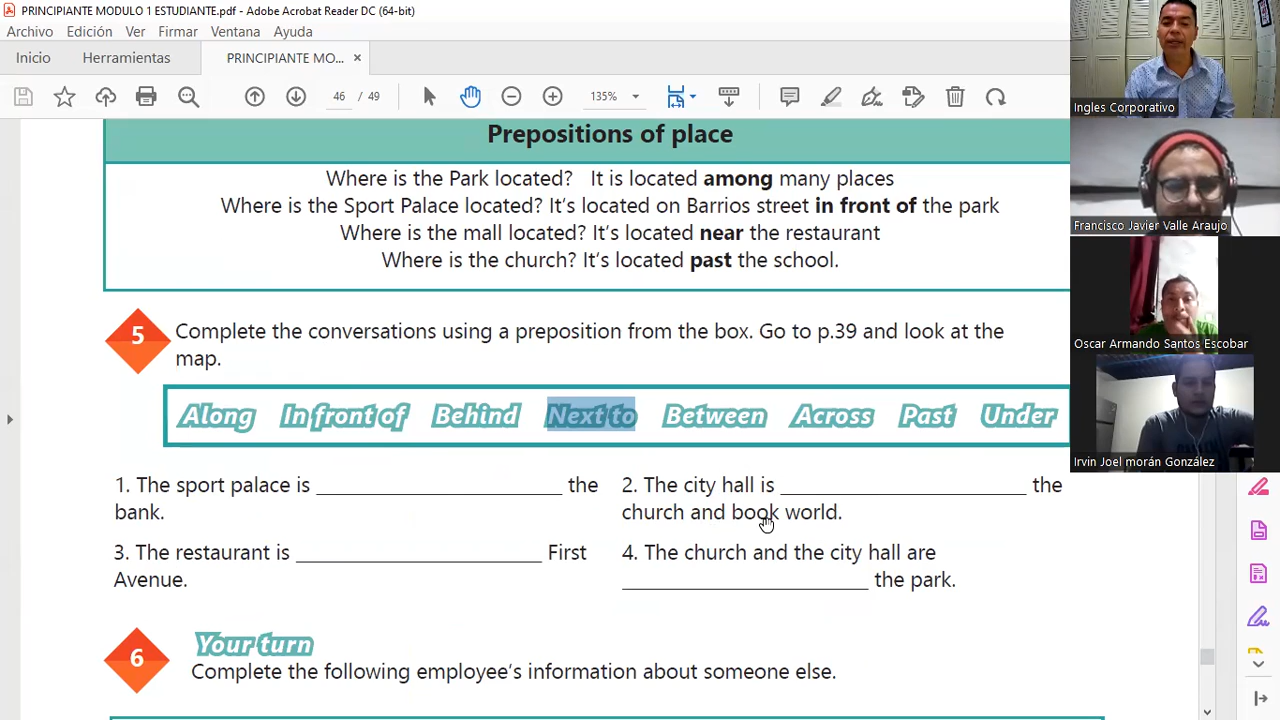 PRINCIPIANTE MODULO 1 ESTUDIANTE.pdf - Adobe Acrobat Reader DC (64-bit)
Archivo Edición Ver Firmar Ventana Ayuda
Inicio Herramientas PRINCIPIANTE MO... ×
46 / 49 135%
Prepositions of place
Where is the Park located? It is located among many places
Where is the Sport Palace located? It's located on Barrios street in front of the park
Where is the mall located? It's located near the restaurant
Where is the church? It's located past the school.
5 Complete the conversations using a preposition from the box. Go to p.39 and look at the
map.
Along In front of Behind Next to Between Across Past Under
1. The sport palace is ______________________ the
bank.
2. The city hall is ______________________ the
church and book world.
3. The restaurant is ______________________ First
Avenue.
4. The church and the city hall are
______________________ the park.
6 Your turn
Complete the following employee's information about someone else.
Ingles Corporativo
Francisco Javier Valle Araujo
Oscar Armando Santos Escobar
Irvin Joel morán González